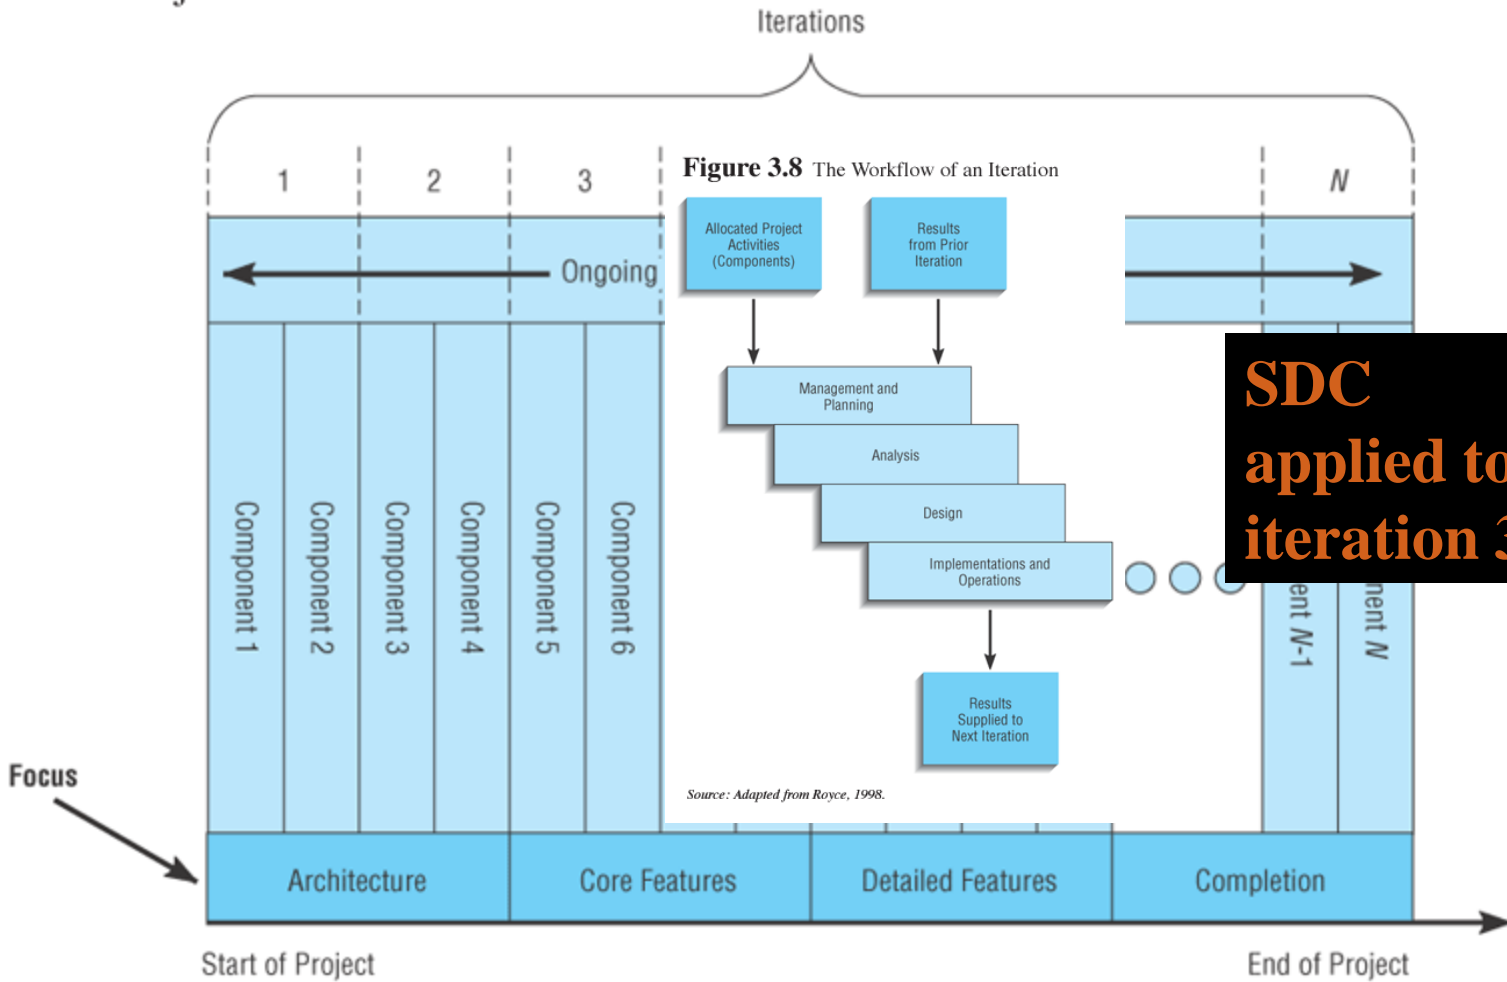 Iterations
1
2
3
N
Figure 3.8 The Workflow of an Iteration
Allocated Project
Activities
(Components)
Results
from Prior
Iteration
Ongoing
Management and
Planning
Analysis
Design
Implementations and
Operations
Results
Supplied to
Next Iteration
Source: Adapted from Royce, 1998.
SDC
applied to
iteration 3
Component 1
Component 2
Component 3
Component 4
Component 5
Component 6
ent N-1
nent N
Focus
Architecture
Core Features
Detailed Features
Completion
Start of Project
End of Project